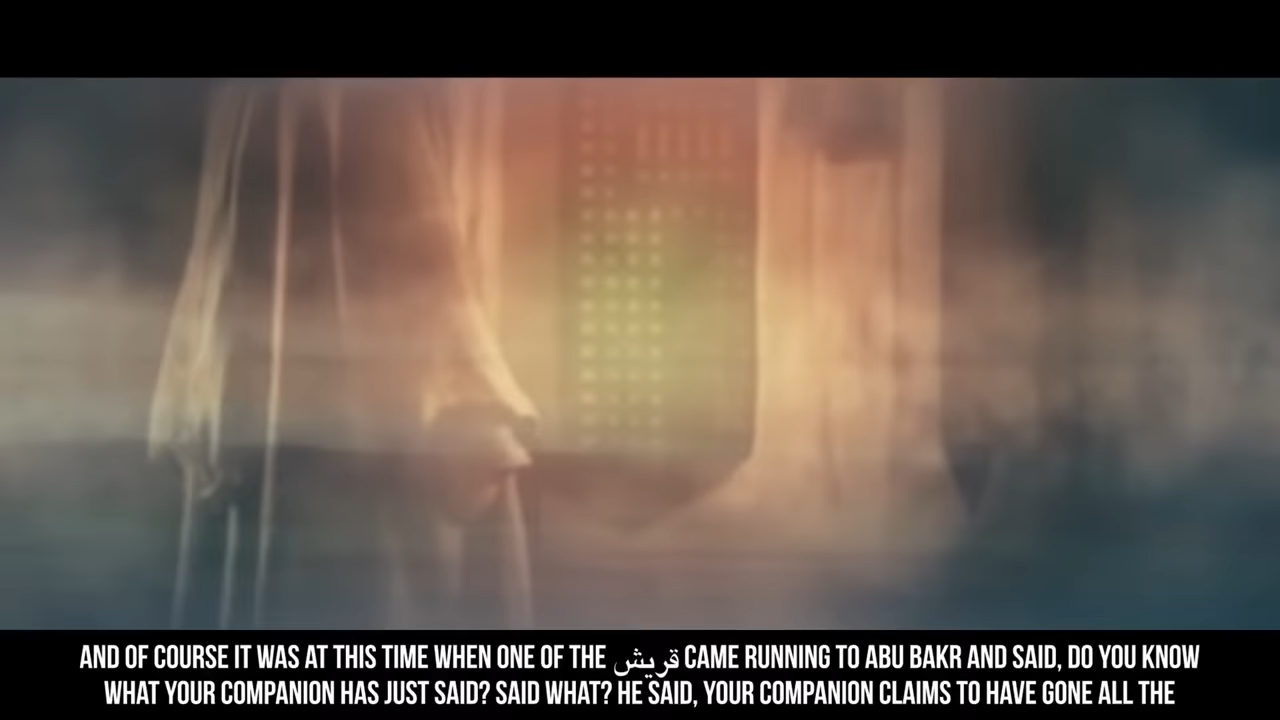 AND OF COURSE IT WAS AT THIS TIME WHEN ONE OF THE قريش CAME RUNNING TO ABU BAKR AND SAID, DO YOU KNOW
WHAT YOUR COMPANION HAS JUST SAID? SAID WHAT? HE SAID, YOUR COMPANION CLAIMS TO HAVE GONE ALL THE